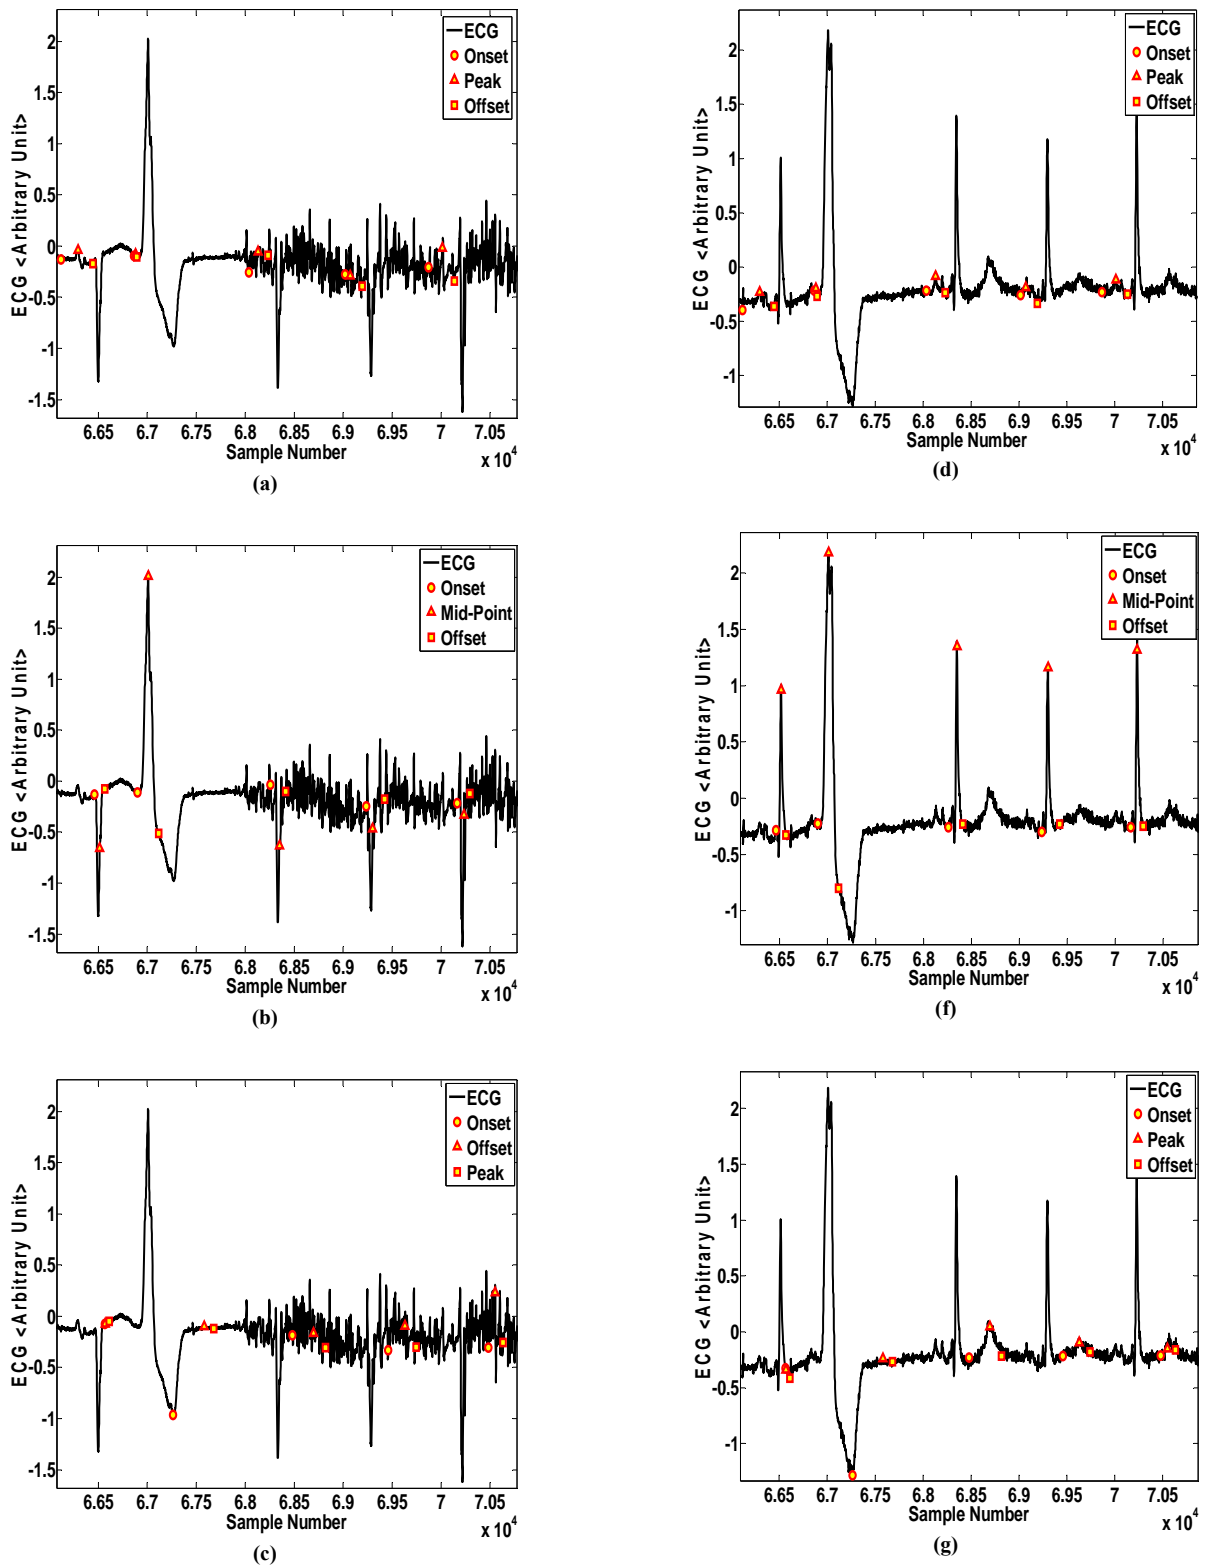 ECG
Onset
Peak
Offset
ECG <Arbitrary Unit>
2
1.5
1
0.5
0
-0.5
-1
-1.5
6.65 6.7 6.75 6.8 6.85 6.9 6.95 7 7.05
Sample Number
x 10^4
(a)
ECG
Onset
Peak
Offset
ECG <Arbitrary Unit>
2
1.5
1
0.5
0
-0.5
-1
6.65 6.7 6.75 6.8 6.85 6.9 6.95 7 7.05
Sample Number
x 10^4
(d)
ECG
Onset
Mid-Point
Offset
ECG <Arbitrary Unit>
2
1.5
1
0.5
0
-0.5
-1
-1.5
6.65 6.7 6.75 6.8 6.85 6.9 6.95 7 7.05
Sample Number
x 10^4
(b)
ECG
Onset
Mid-Point
Offset
ECG <Arbitrary Unit>
2
1.5
1
0.5
0
-0.5
-1
6.65 6.7 6.75 6.8 6.85 6.9 6.95 7 7.05
Sample Number
x 10^4
(f)
ECG
Onset
Offset
Peak
ECG <Arbitrary Unit>
2
1.5
1
0.5
0
-0.5
-1
-1.5
6.65 6.7 6.75 6.8 6.85 6.9 6.95 7 7.05
Sample Number
x 10^4
(c)
ECG
Onset
Peak
Offset
ECG <Arbitrary Unit>
2
1.5
1
0.5
0
-0.5
-1
6.65 6.7 6.75 6.8 6.85 6.9 6.95 7 7.05
Sample Number
x 10^4
(g)